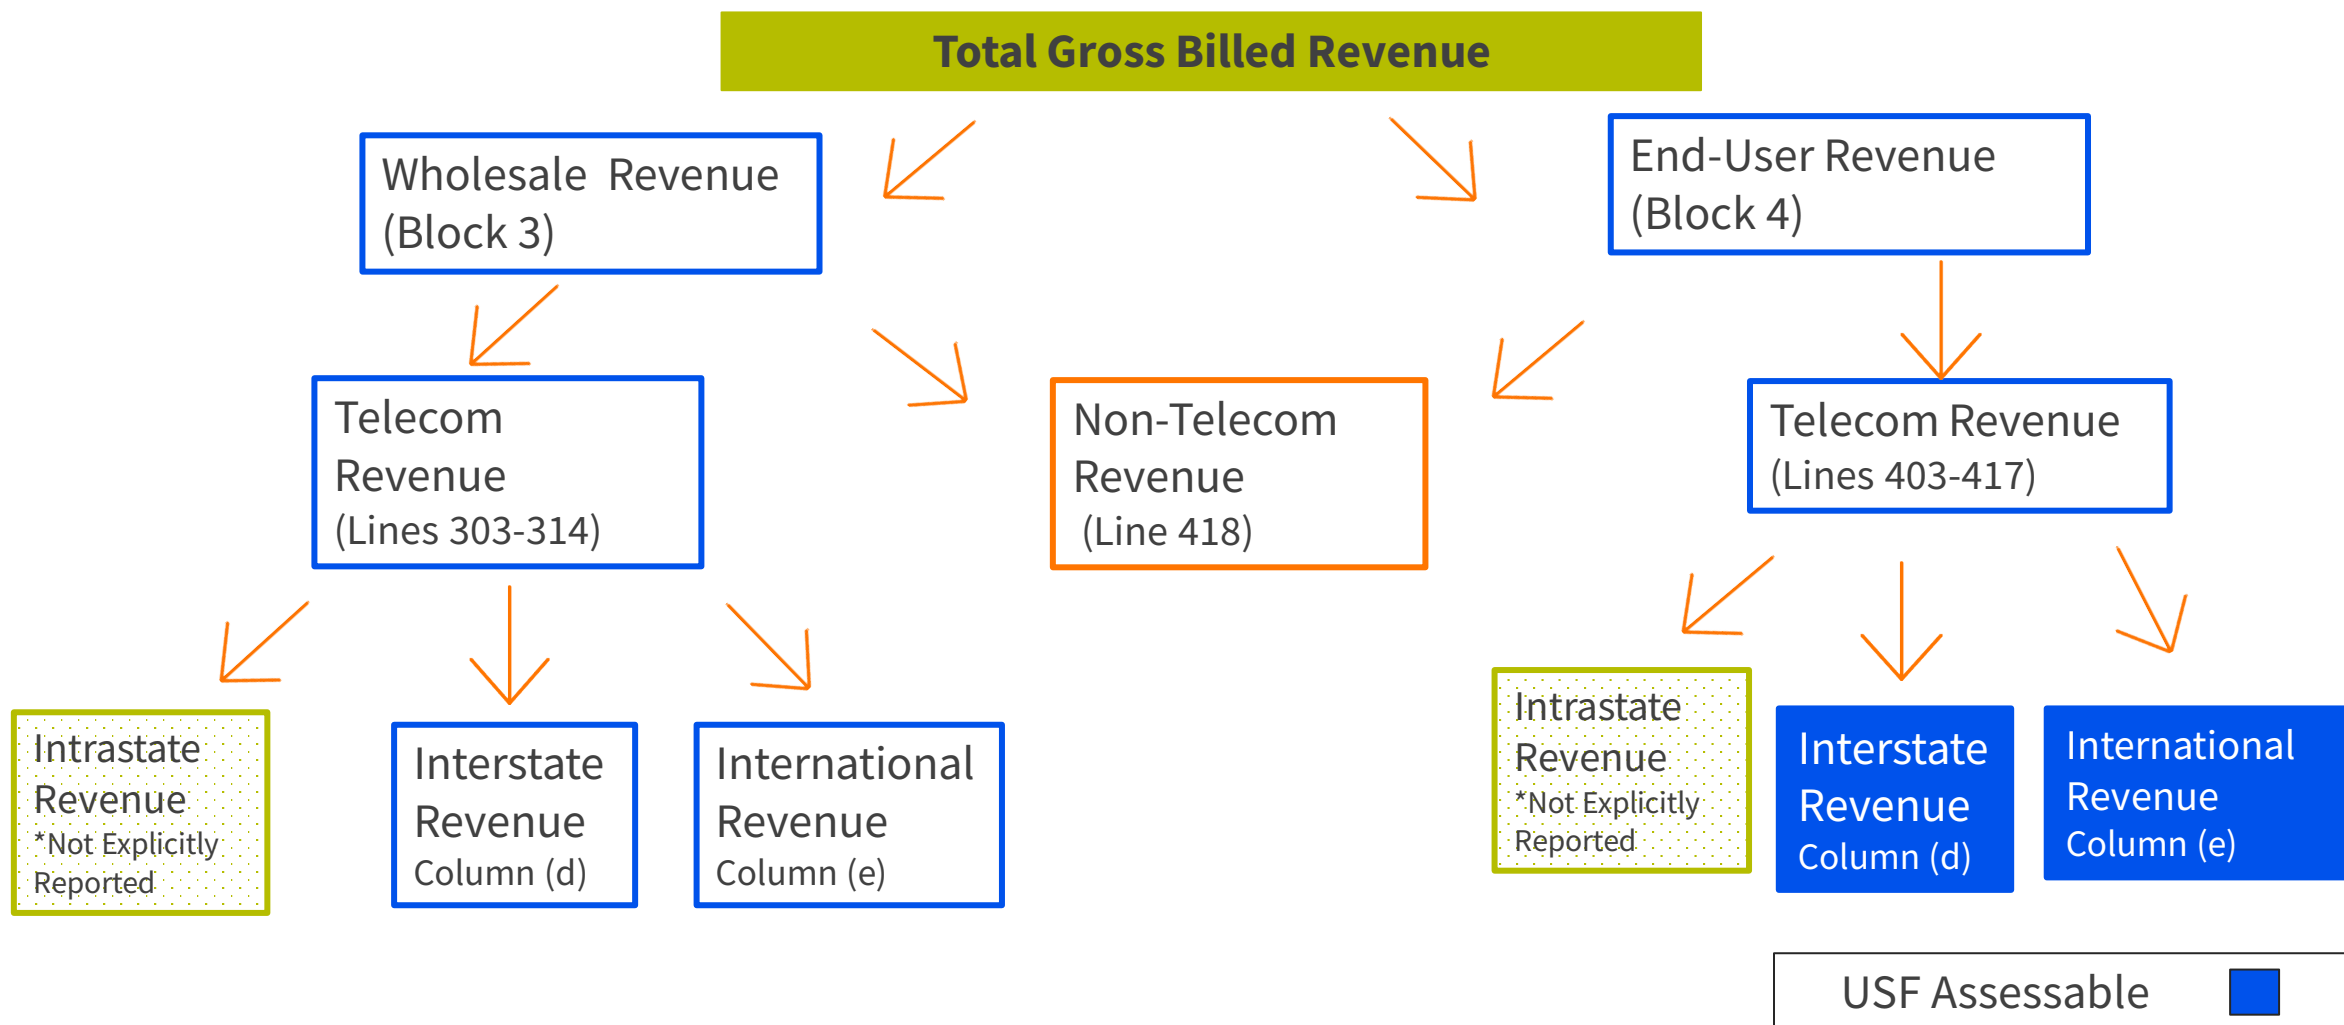 Total Gross Billed Revenue
Wholesale Revenue
(Block 3)
End-User Revenue
(Block 4)
Telecom
Revenue
(Lines 303-314)
Non-Telecom
Revenue
(Line 418)
Telecom Revenue
(Lines 403-417)
Intrastate
Revenue
*Not Explicitly
Reported
Interstate
Revenue
Column (d)
International
Revenue
Column (e)
Intrastate
Revenue
*Not Explicitly
Reported
Interstate
Revenue
Column (d)
International
Revenue
Column (e)
USF Assessable